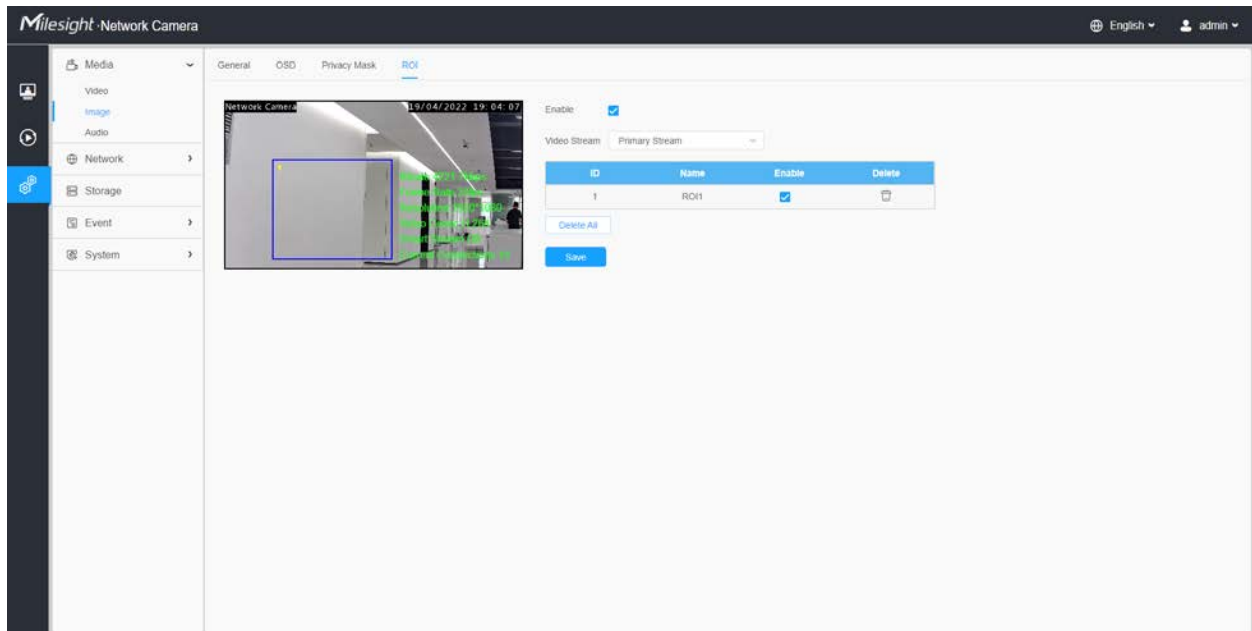 Milesight · Network Camera
English
admin
Media
Video
Image
Audio
Network
Storage
Event
System
General OSD Privacy Mask ROI
Network Camera 19/04/2022 19:04:07
Enable
Video Stream Primary Stream
ID Name Enable Delete
1 ROI1
Delete All
Save